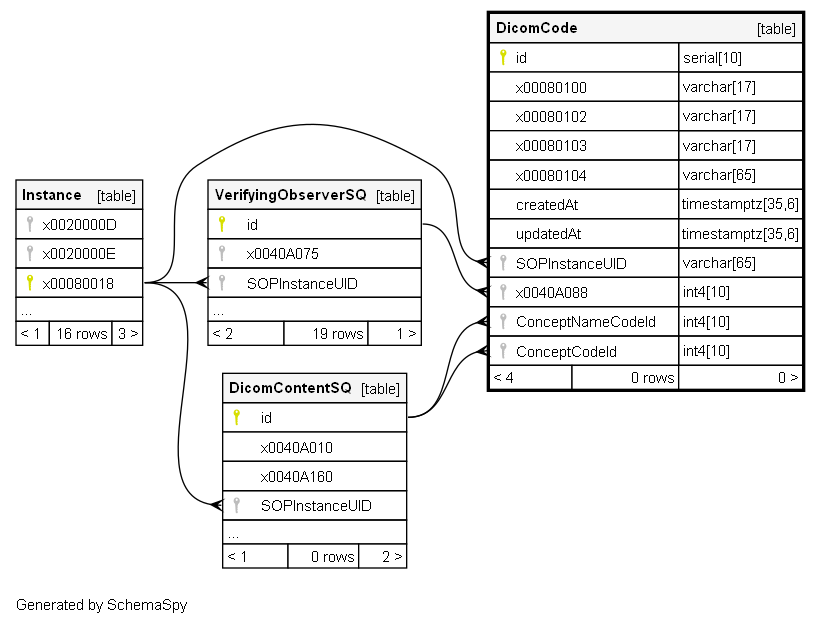 DicomCode [table]
id serial[10]
x00080100 varchar[17]
x00080102 varchar[17]
x00080103 varchar[17]
x00080104 varchar[65]
createdAt timestamptz[35,6]
updatedAt timestamptz[35,6]
SOPInstanceUID varchar[65]
x0040A088 int4[10]
ConceptNameCodeId int4[10]
ConceptCodeId int4[10]
< 4 0 rows 0 >
Instance [table]
x0020000D
x0020000E
x00080018
...
< 1 16 rows 3 >
VerifyingObserverSQ [table]
id
x0040A075
SOPInstanceUID
...
< 2 19 rows 1 >
DicomContentSQ [table]
id
x0040A010
x0040A160
SOPInstanceUID
...
< 1 0 rows 2 >
Generated by SchemaSpy